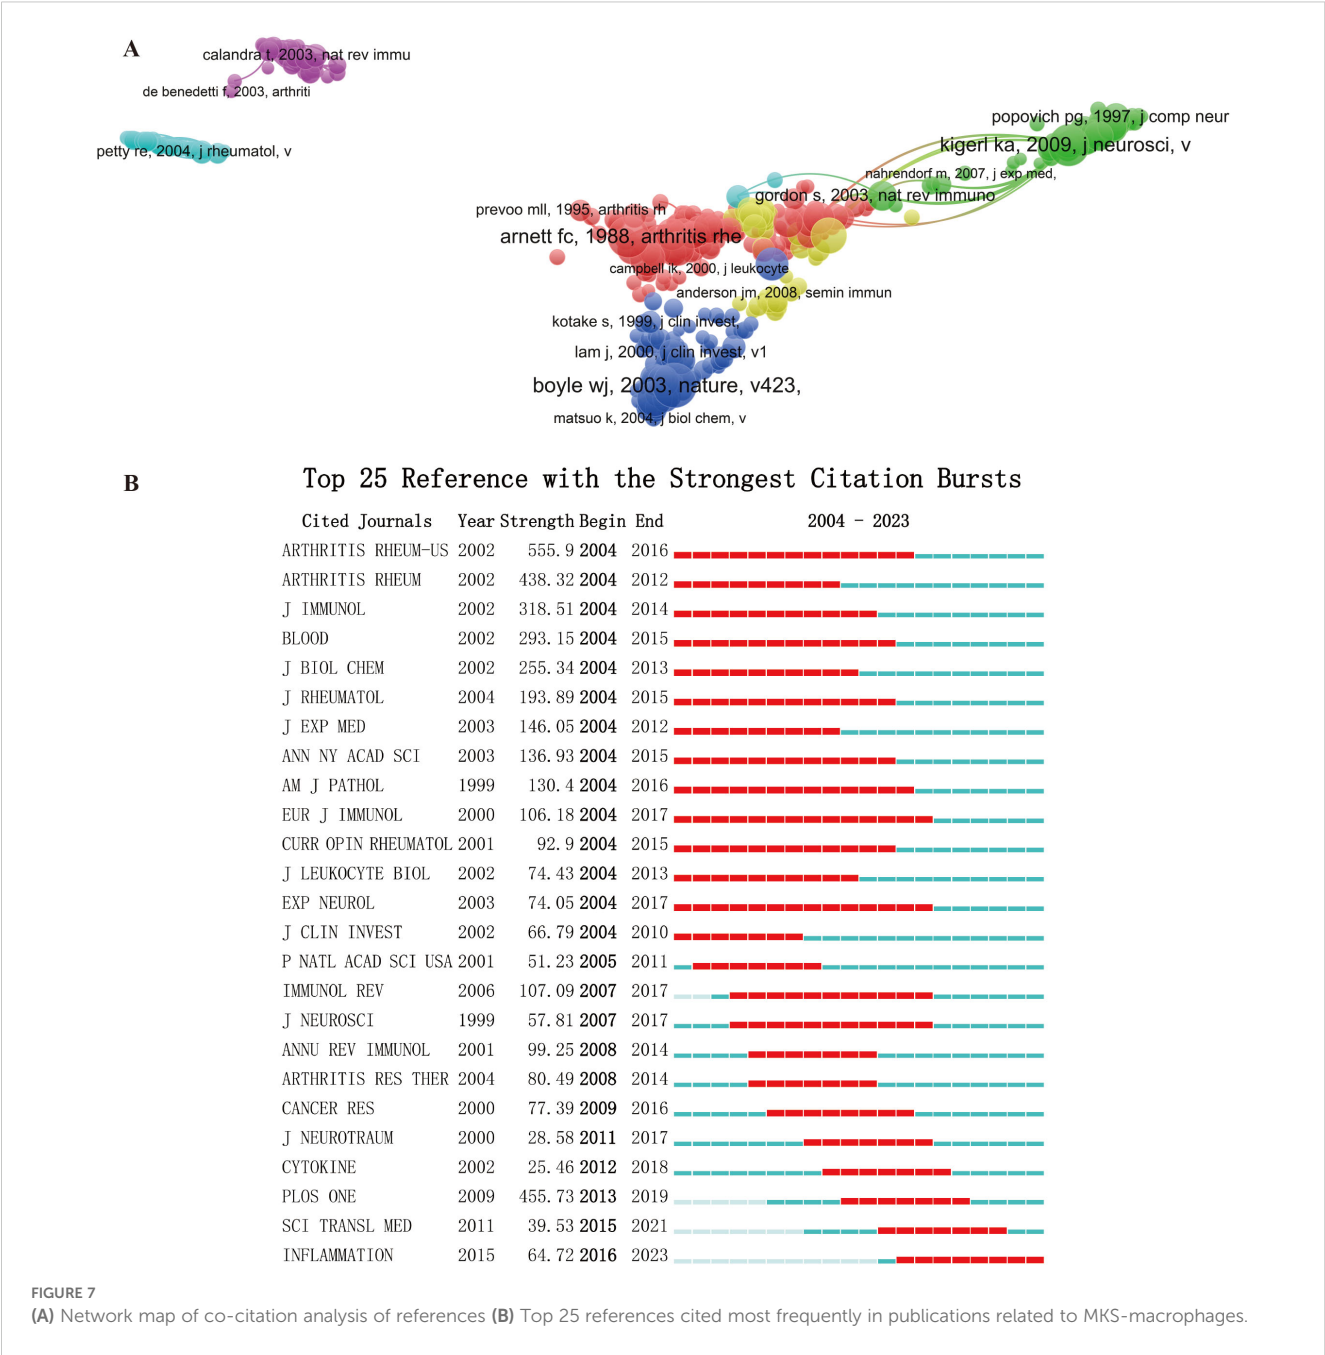 A
calandra t, 2003, nat rev immu
de benedetti f, 2003, arthriti
petty re, 2004, j rheumatol, v
popovich pg, 1997, j comp neur
kigerl ka, 2009, j neurosci, v
nahrendorf m, 2007, j exp med,
gordon s, 2003, nat rev immuno
prevoo mll, 1995, arthritis rh
arnett fc, 1988, arthritis rhe
campbell ik, 2000, j leukocyte
anderson jm, 2008, semin immun
kotake s, 1999, j clin invest,
lam j, 2000, j clin invest, v1
boyle wj, 2003, nature, v423,
matsuo k, 2004, j biol chem, v
B
Top 25 Reference with the Strongest Citation Bursts
Cited Journals Year Strength Begin End 2004 - 2023
ARTHRITIS RHEUM-US 2002 555.9 2004 2016
ARTHRITIS RHEUM 2002 438.32 2004 2012
J IMMUNOL 2002 318.51 2004 2014
BLOOD 2002 293.15 2004 2015
J BIOL CHEM 2002 255.34 2004 2013
J RHEUMATOL 2004 193.89 2004 2015
J EXP MED 2003 146.05 2004 2012
ANN NY ACAD SCI 2003 136.93 2004 2015
AM J PATHOL 1999 130.4 2004 2016
EUR J IMMUNOL 2000 106.18 2004 2017
CURR OPIN RHEUMATOL 2001 92.9 2004 2015
J LEUKOCYTE BIOL 2002 74.43 2004 2013
EXP NEUROL 2003 74.05 2004 2017
J CLIN INVEST 2002 66.79 2004 2010
P NATL ACAD SCI USA 2001 51.23 2005 2011
IMMUNOL REV 2006 107.09 2007 2017
J NEUROSCI 1999 57.81 2007 2017
ANNU REV IMMUNOL 2001 99.25 2008 2014
ARTHRITIS RES THER 2004 80.49 2008 2014
CANCER RES 2000 77.39 2009 2016
J NEUROTRAUM 2000 28.58 2011 2017
CYTOKINE 2002 25.46 2012 2018
PLOS ONE 2009 455.73 2013 2019
SCI TRANSL MED 2011 39.53 2015 2021
INFLAMMATION 2015 64.72 2016 2023
FIGURE 7
(A) Network map of co-citation analysis of references (B) Top 25 references cited most frequently in publications related to MKS-macrophages.